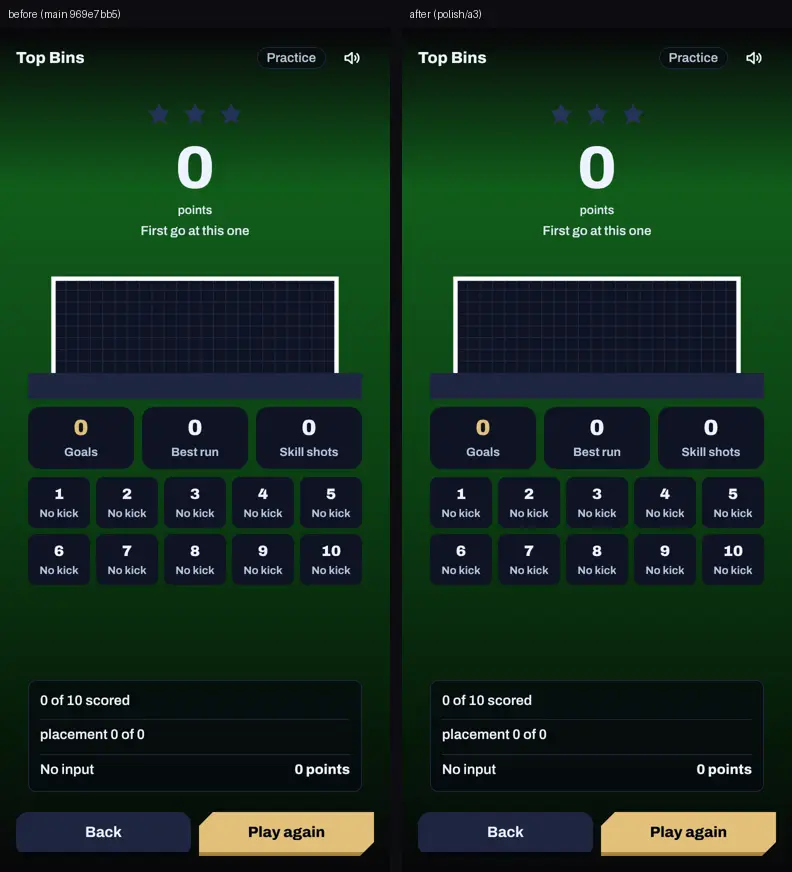 before (main 969e7bb5)
Top Bins
Practice
0
points
First go at this one
0
Goals
0
Best run
0
Skill shots
1
No kick
2
No kick
3
No kick
4
No kick
5
No kick
6
No kick
7
No kick
8
No kick
9
No kick
10
No kick
0 of 10 scored
placement 0 of 0
No input 0 points
Back
Play again
after (polish/a3)
Top Bins
Practice
0
points
First go at this one
0
Goals
0
Best run
0
Skill shots
1
No kick
2
No kick
3
No kick
4
No kick
5
No kick
6
No kick
7
No kick
8
No kick
9
No kick
10
No kick
0 of 10 scored
placement 0 of 0
No input 0 points
Back
Play again